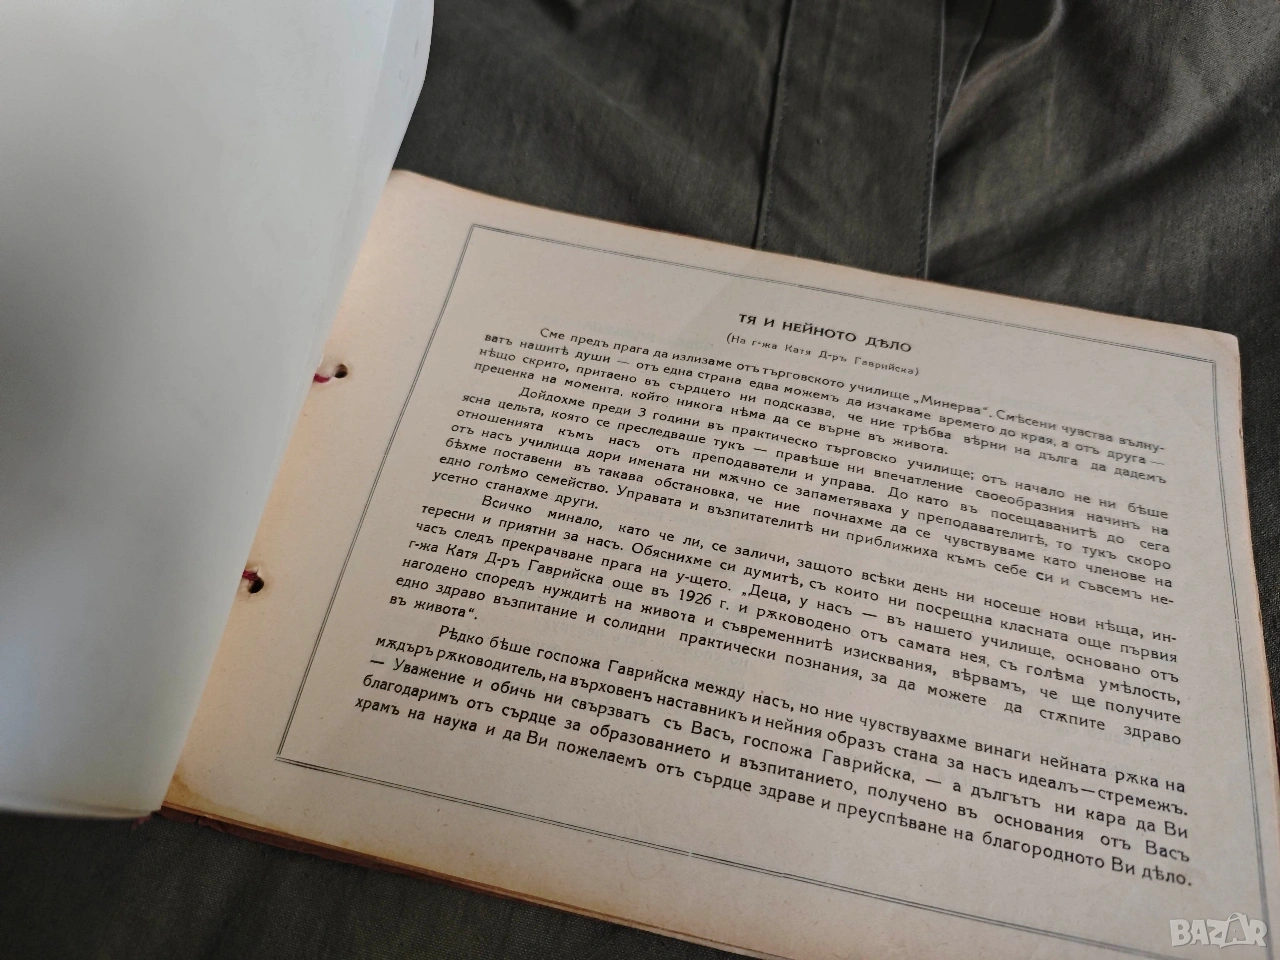 ТЯ И НЕЙНОТО ДѢЛО
(На г-жа Катя Д-ръ Гаврийска)
Сме предъ прага да излизаме отъ търговското училище „Минерва“. Смѣсени чувства вълну-
ватъ нашитѣ души — отъ една страна едва можемъ да изчакаме времето до края, а отъ друга —
нѣщо скрито, притаено въ сърдцето ни подсказва, че ние трѣбва вѣрни на дълга да дадемъ
преценка на момента, който никога нѣма да се върне въ живота.
Дойдохме преди 3 години въ практическо търговско училище; отъ начало не ни бѣше
ясна цельта, която се преследваше тукъ — правѣше ни впечатление своеобразния начинъ на
отношенията къмъ насъ отъ преподаватели и управа. До като въ посещаванитѣ до сега
отъ насъ училища дори имената ни мѫчно се запаметяваха у преподавателитѣ, то тукъ скоро
бѣхме поставени въ такава обстановка, че ние почнахме да се чувствуваме като членове на
едно голѣмо семейство. Управата и възпитателитѣ ни приближиха къмъ себе си и съвсемъ не-
усетно станахме други.
Всичко минало, като че ли, се заличи, защото всѣки день ни носеше нови нѣща, ин-
тересни и приятни за насъ. Обяснихме си думитѣ, съ които ни посрещна класната още първия
часъ следъ прекрачване прага на у-щето. „Деца, у насъ — въ нашето училище, основано отъ
г-жа Катя Д-ръ Гаврийска още въ 1926 г. и рѫководено отъ самата нея, съ голѣма умѣлость,
нагодено споредъ нуждитѣ на живота и съвременнитѣ изисквания, вѣрвамъ, че ще получите
едно здраво възпитание и солидни практически познания, за да можете да стѫпите здраво
въ живота“.
Рѣдко бѣше госпожа Гаврийска между насъ, но ние чувствувахме винаги нейната рѫка на
мѫдъръ рѫководитель, на върховенъ наставникъ и нейния образъ стана за насъ идеалъ—стремежъ.
— Уважение и обичь ни свързватъ съ Васъ, госпожа Гаврийска, — а дългътъ ни кара да Ви
благодаримъ отъ сърдце за образованието и възпитанието, получено въ основания отъ Васъ
храмъ на наука и да Ви пожелаемъ отъ сърдце здраве и преуспѣване на благородното Ви дѣло.
BAZAR